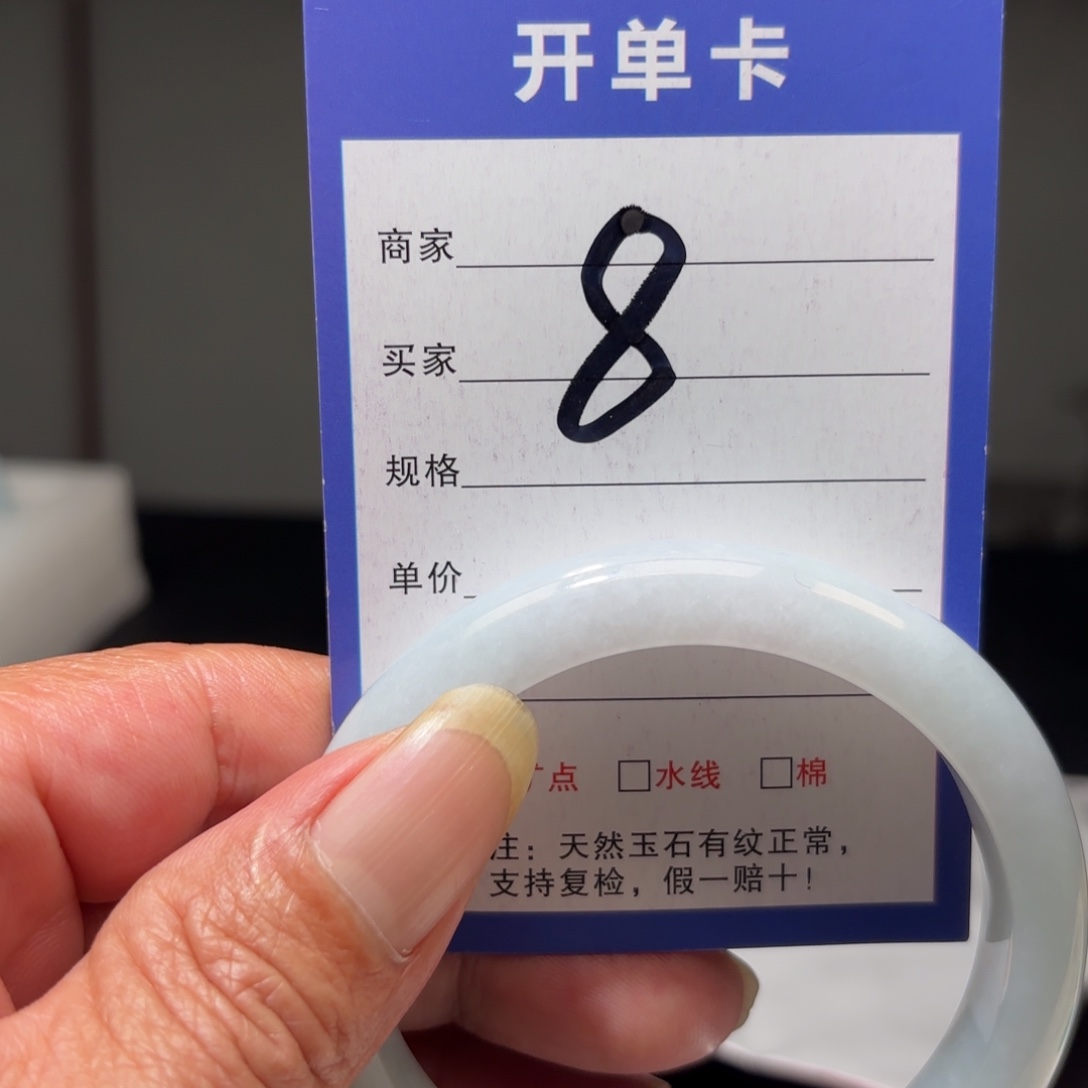 开单卡
8
商家
买家
规格
单价
点 □水线 □棉
注：天然玉石有纹正常，
支持复检，假一赔十！